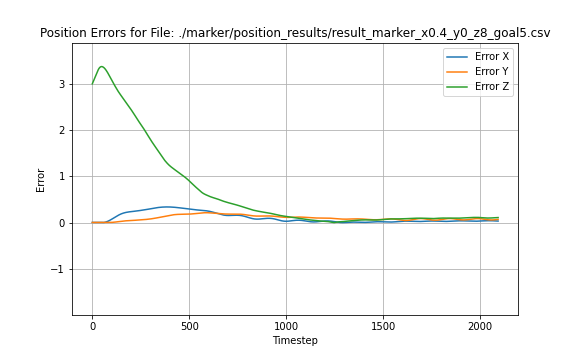 Position Errors for File: ./marker/position_results/result_marker_x0.4_y0_z8_goal5.csv
Error X
Error Y
Error Z
3
2
1
0
−1
Error
0
500
1000
1500
2000
Timestep